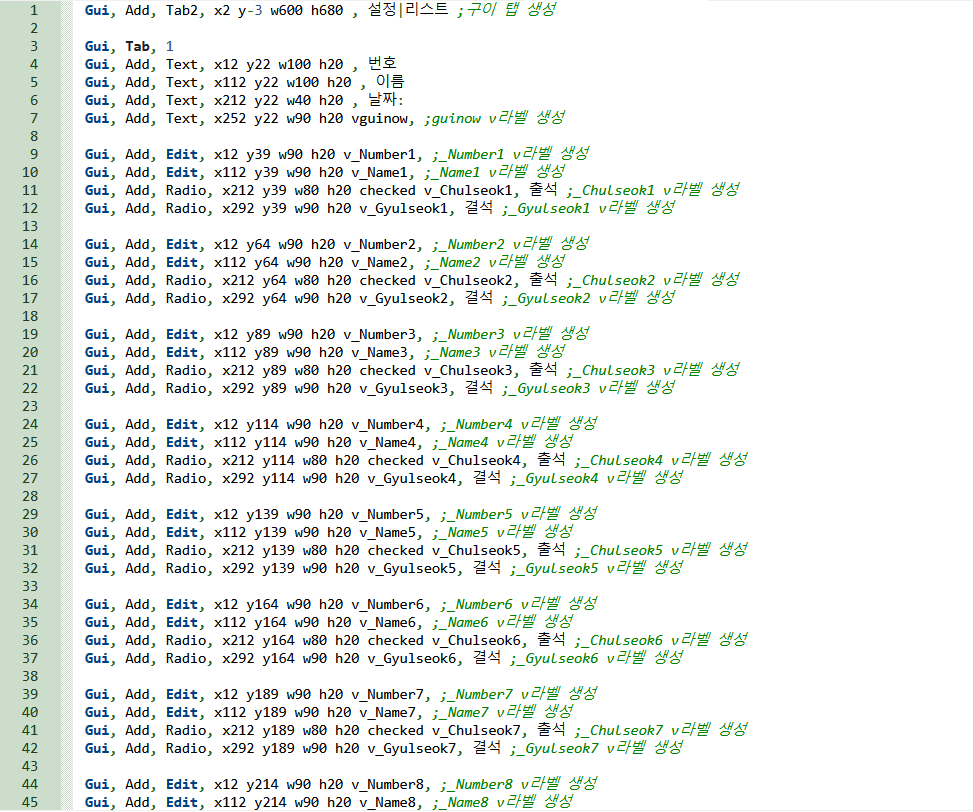 1 Gui, Add, Tab2, x2 y-3 w600 h680 , 설정|리스트 ;구이 탭 생성
2
3 Gui, Tab, 1
4 Gui, Add, Text, x12 y22 w100 h20 , 번호
5 Gui, Add, Text, x112 y22 w100 h20 , 이름
6 Gui, Add, Text, x212 y22 w40 h20 , 날짜:
7 Gui, Add, Text, x252 y22 w90 h20 vguinow, ;guinow v라벨 생성
8
9 Gui, Add, Edit, x12 y39 w90 h20 v_Number1, ;_Number1 v라벨 생성
10 Gui, Add, Edit, x112 y39 w90 h20 v_Name1, ;_Name1 v라벨 생성
11 Gui, Add, Radio, x212 y39 w80 h20 checked v_Chulseok1, 출석 ;_Chulseok1 v라벨 생성
12 Gui, Add, Radio, x292 y39 w90 h20 v_Gyulseok1, 결석 ;_Gyulseok1 v라벨 생성
13
14 Gui, Add, Edit, x12 y64 w90 h20 v_Number2, ;_Number2 v라벨 생성
15 Gui, Add, Edit, x112 y64 w90 h20 v_Name2, ;_Name2 v라벨 생성
16 Gui, Add, Radio, x212 y64 w80 h20 checked v_Chulseok2, 출석 ;_Chulseok2 v라벨 생성
17 Gui, Add, Radio, x292 y64 w90 h20 v_Gyulseok2, 결석 ;_Gyulseok2 v라벨 생성
18
19 Gui, Add, Edit, x12 y89 w90 h20 v_Number3, ;_Number3 v라벨 생성
20 Gui, Add, Edit, x112 y89 w90 h20 v_Name3, ;_Name3 v라벨 생성
21 Gui, Add, Radio, x212 y89 w80 h20 checked v_Chulseok3, 출석 ;_Chulseok3 v라벨 생성
22 Gui, Add, Radio, x292 y89 w90 h20 v_Gyulseok3, 결석 ;_Gyulseok3 v라벨 생성
23
24 Gui, Add, Edit, x12 y114 w90 h20 v_Number4, ;_Number4 v라벨 생성
25 Gui, Add, Edit, x112 y114 w90 h20 v_Name4, ;_Name4 v라벨 생성
26 Gui, Add, Radio, x212 y114 w80 h20 checked v_Chulseok4, 출석 ;_Chulseok4 v라벨 생성
27 Gui, Add, Radio, x292 y114 w90 h20 v_Gyulseok4, 결석 ;_Gyulseok4 v라벨 생성
28
29 Gui, Add, Edit, x12 y139 w90 h20 v_Number5, ;_Number5 v라벨 생성
30 Gui, Add, Edit, x112 y139 w90 h20 v_Name5, ;_Name5 v라벨 생성
31 Gui, Add, Radio, x212 y139 w80 h20 checked v_Chulseok5, 출석 ;_Chulseok5 v라벨 생성
32 Gui, Add, Radio, x292 y139 w90 h20 v_Gyulseok5, 결석 ;_Gyulseok5 v라벨 생성
33
34 Gui, Add, Edit, x12 y164 w90 h20 v_Number6, ;_Number6 v라벨 생성
35 Gui, Add, Edit, x112 y164 w90 h20 v_Name6, ;_Name6 v라벨 생성
36 Gui, Add, Radio, x212 y164 w80 h20 checked v_Chulseok6, 출석 ;_Chulseok6 v라벨 생성
37 Gui, Add, Radio, x292 y164 w90 h20 v_Gyulseok6, 결석 ;_Gyulseok6 v라벨 생성
38
39 Gui, Add, Edit, x12 y189 w90 h20 v_Number7, ;_Number7 v라벨 생성
40 Gui, Add, Edit, x112 y189 w90 h20 v_Name7, ;_Name7 v라벨 생성
41 Gui, Add, Radio, x212 y189 w80 h20 checked v_Chulseok7, 출석 ;_Chulseok7 v라벨 생성
42 Gui, Add, Radio, x292 y189 w90 h20 v_Gyulseok7, 결석 ;_Gyulseok7 v라벨 생성
43
44 Gui, Add, Edit, x12 y214 w90 h20 v_Number8, ;_Number8 v라벨 생성
45 Gui, Add, Edit, x112 y214 w90 h20 v_Name8, ;_Name8 v라벨 생성